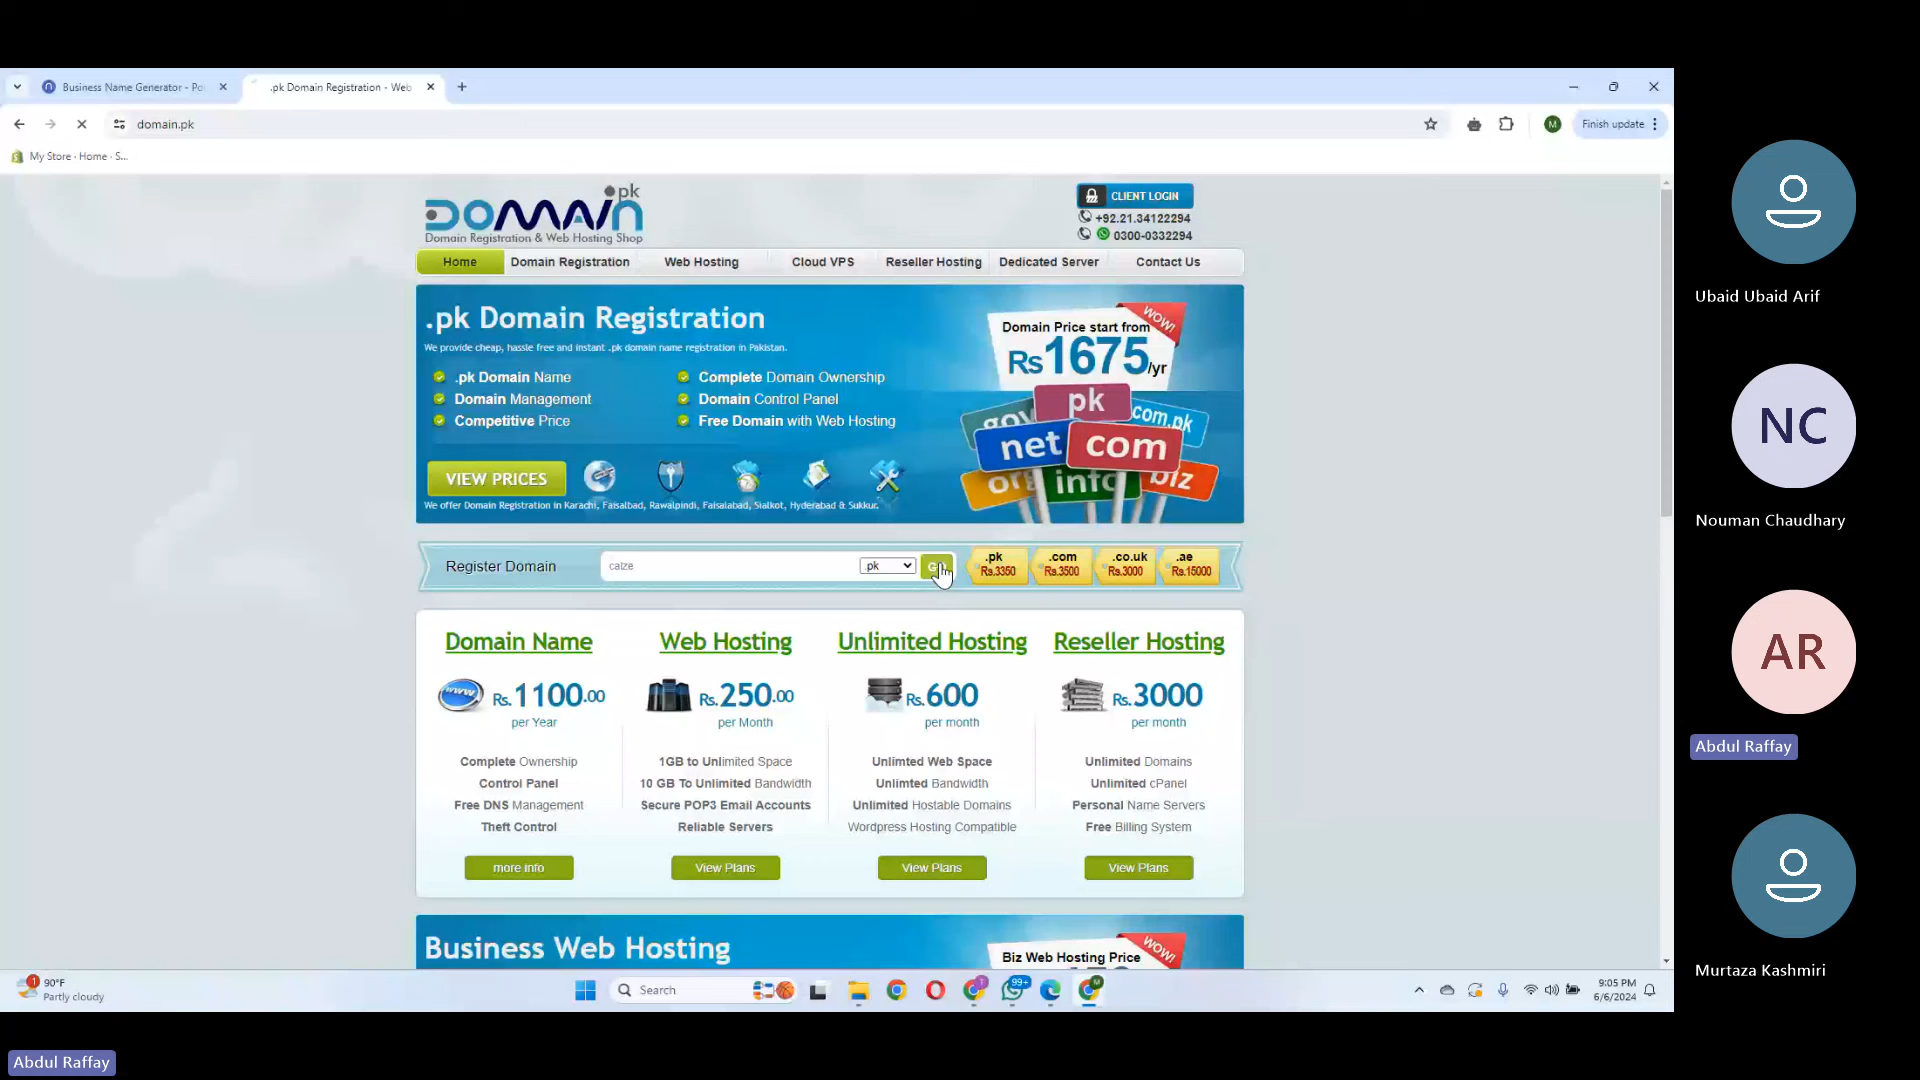 Business Name Generator - Po
.pk Domain Registration - Web
domain.pk
M
Finish update
My Store · Home · S...
.pk
DOMAIN
Domain Registration & Web Hosting Shop
CLIENT LOGIN
+92.21.34122294
0300-0332294
Home Domain Registration Web Hosting Cloud VPS Reseller Hosting Dedicated Server Contact Us
.pk Domain Registration
We provide cheap, hassle free and instant .pk domain name registration in Pakistan.
.pk Domain Name
Complete Domain Ownership
Domain Management
Domain Control Panel
Competitive Price
Free Domain with Web Hosting
VIEW PRICES
We offer Domain Registration in Karachi, Faisalbad, Rawalpindi, Faisalabad, Sialkot, Hyderabad & Sukkur.
WOW!
Domain Price start from
Rs 1675/yr
pk
gov
com.pk
net
com
org
info
biz
Register Domain
calze
.pk
.pk
Rs.3350
.com
Rs.3500
.co.uk
Rs.3000
.ae
Rs.15000
Domain Name
Rs.1100.00
per Year
Complete Ownership
Control Panel
Free DNS Management
Theft Control
more info
Web Hosting
Rs.250.00
per Month
1GB to Unlimited Space
10 GB To Unlimited Bandwidth
Secure POP3 Email Accounts
Reliable Servers
View Plans
Unlimited Hosting
Rs.600
per month
Unlimted Web Space
Unlimted Bandwidth
Unlimited Hostable Domains
Wordpress Hosting Compatible
View Plans
Reseller Hosting
Rs.3000
per month
Unlimited Domains
Unlimited cPanel
Personal Name Servers
Free Billing System
View Plans
Business Web Hosting
WOW!
Biz Web Hosting Price
1
90°F
Partly cloudy
Search
99+
9:05 PM
6/6/2024
Ubaid Ubaid Arif
NC
Nouman Chaudhary
AR
Abdul Raffay
Murtaza Kashmiri
Abdul Raffay